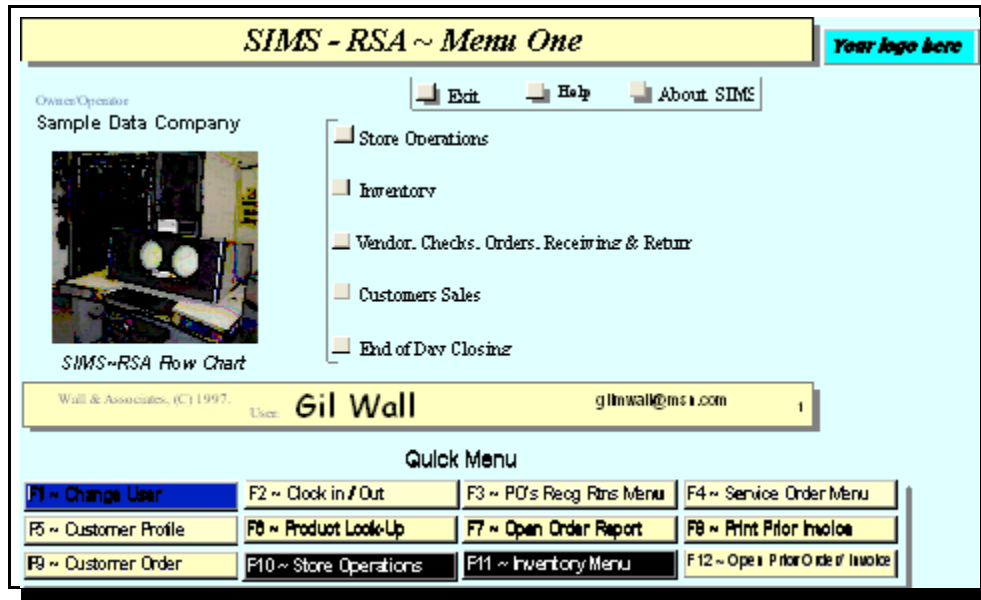 SIMS - RSA ~ Menu One
Your logo here
Exit Help About SIMS
Owner/Operator
Sample Data Company
Store Operations
Inventory
Vendor, Checks, Orders, Receiving & Return
Customers Sales
End of Day Closing
SIMS~RSA Flow Chart
Wall & Associates, (C) 1997.
User: Gil Wall
gilmwall@msn.com
1
Quick Menu
F1 ~ Change User
F2 ~ Clock in / Out
F3 ~ PO's Recg Rtns Menu
F4 ~ Service Order Menu
F5 ~ Customer Profile
F6 ~ Product Look-Up
F7 ~ Open Order Report
F8 ~ Print Prior Invoice
F9 ~ Customer Order
F10 ~ Store Operations
F11 ~ Inventory Menu
F12 ~ Open Prior Order/ Invoice